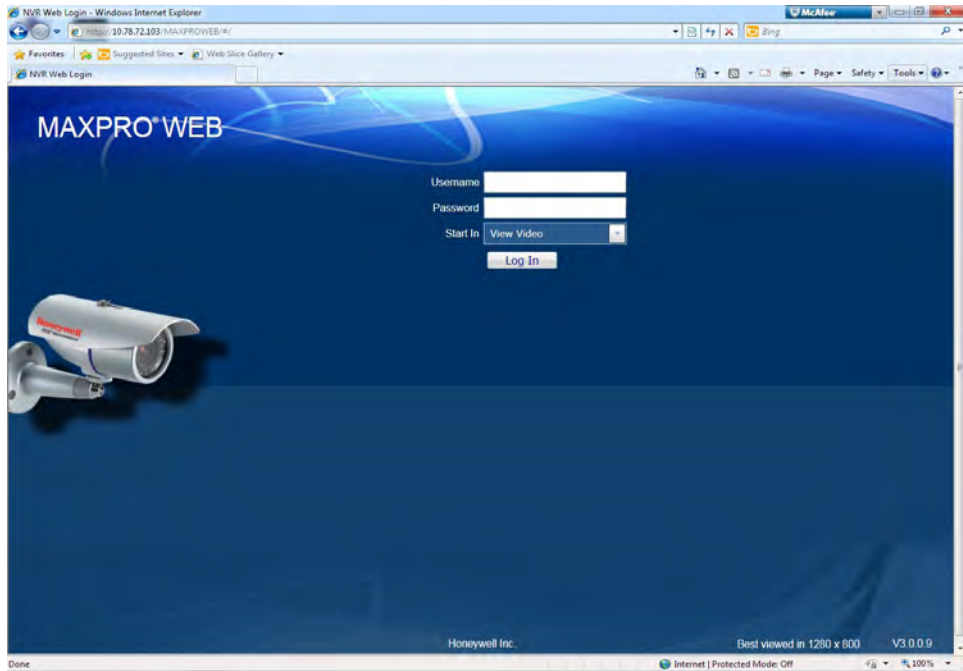 NVR Web Login - Windows Internet Explorer
McAfee
http://10.78.72.103/MAXPROWEB/#/
Bing
Favorites Suggested Sites Web Slice Gallery
NVR Web Login
Page Safety Tools
MAXPRO® WEB
Username
Password
Start In View Video
Log In
Honeywell
Honeywell Inc.
Best viewed in 1280 x 800 V3.0.0.9
Done
Internet | Protected Mode: Off
100%